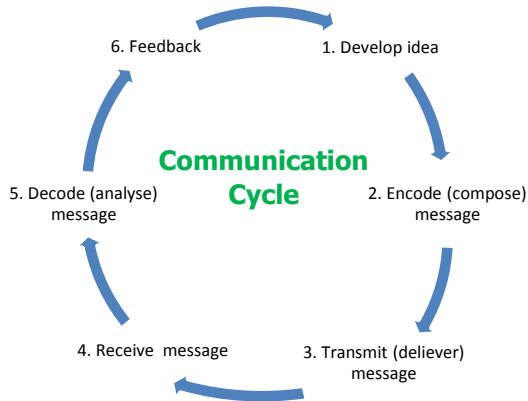 6. Feedback
1. Develop idea
Communication
Cycle
5. Decode (analyse)
message
2. Encode (compose)
message
4. Receive message
3. Transmit (deliever)
message